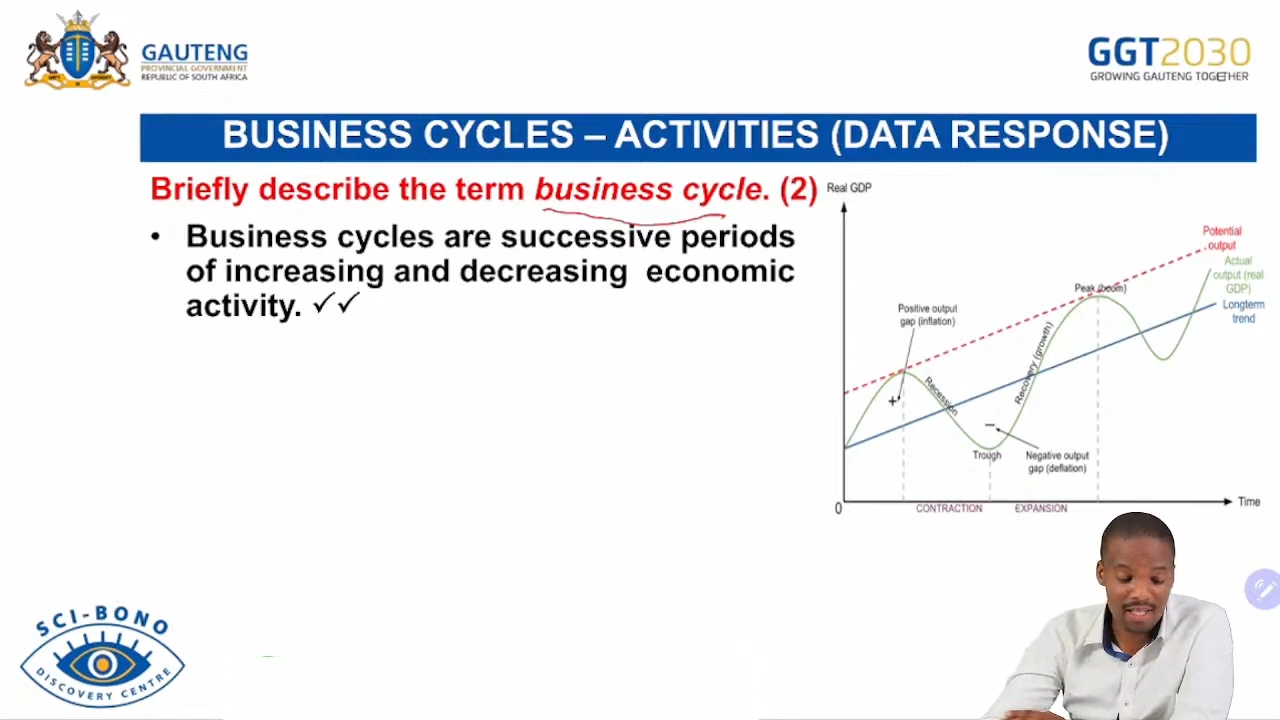 GAUTENG
PROVINCIAL GOVERNMENT
REPUBLIC OF SOUTH AFRICA
GGT2030
GROWING GAUTENG TOGETHER
BUSINESS CYCLES – ACTIVITIES (DATA RESPONSE)
Briefly describe the term business cycle. (2)
• Business cycles are successive periods
of increasing and decreasing economic
activity. ✓✓
Real GDP
Potential
output
Actual
output (real
GDP)
Longterm
trend
Peak (boom)
Positive output
gap (inflation)
+
Recession
Recovery (growth)
−
Trough
Negative output
gap (deflation)
0
Time
CONTRACTION
EXPANSION
SCI-BONO
DISCOVERY CENTRE